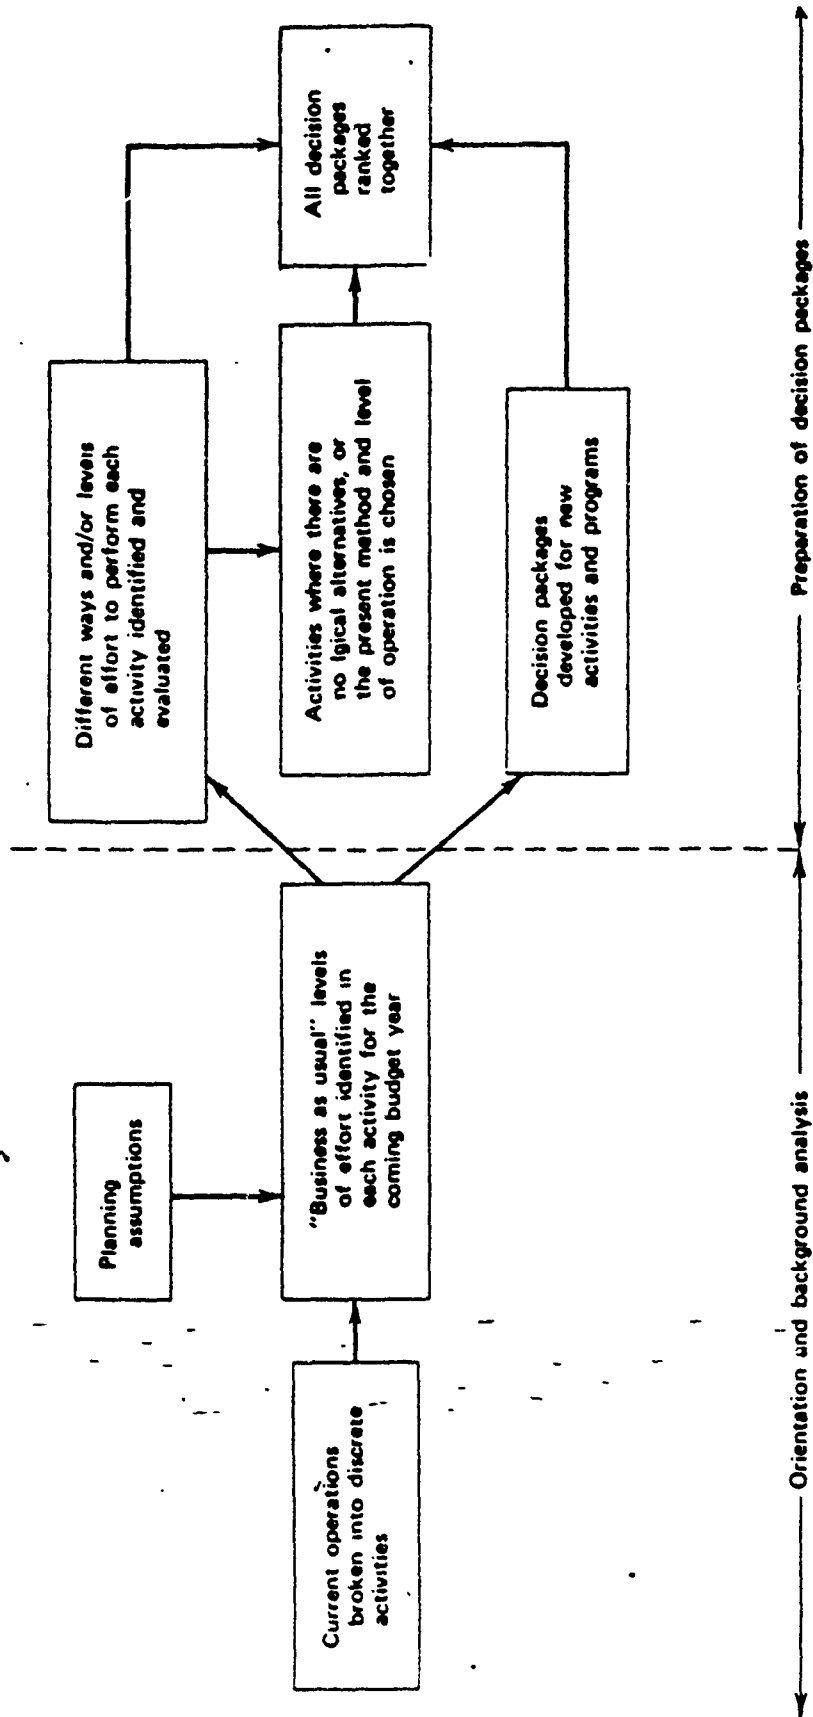 Current operations
broken into discrete
activities
Planning
assumptions
"Business as usual" levels
of effort identified in
each activity for the
coming budget year
Different ways and/or levels
of effort to perform each
activity identified and
evaluated
Activities where there are
no lgical alternatives, or
the present method and level
of operation is chosen
Decision packages
developed for new
activities and programs
All decision
packages
ranked
together
Orientation and background analysis
Preparation of decision packages